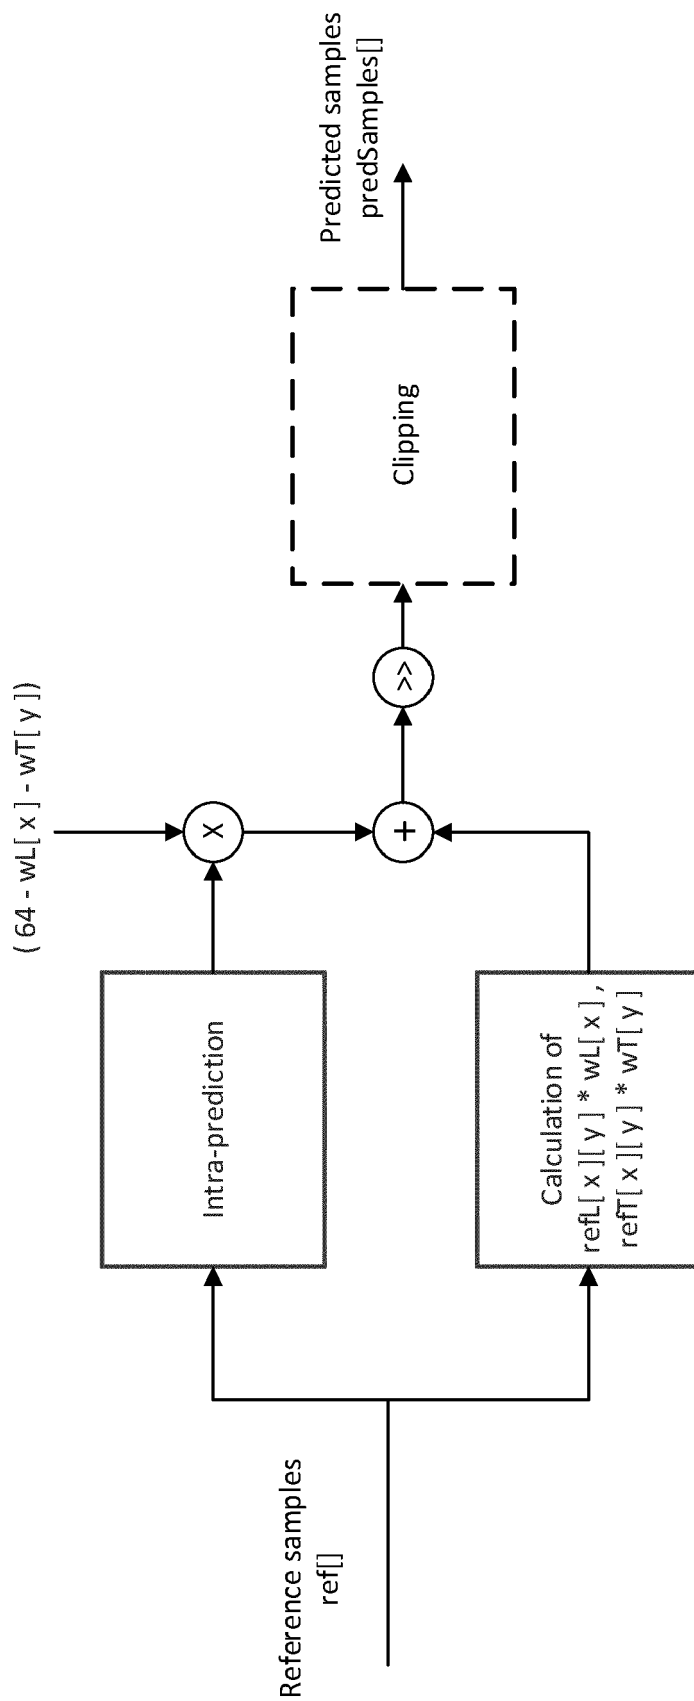 Reference samples
ref[]
Intra-prediction
( 64 - wL[ x ] - wT[ y ])
X
Calculation of
refL[ x ][ y ] * wL[ x ] ,
refT[ x ][ y ] * wT[ y ]
+
>>
Clipping
Predicted samples
predSamples[]